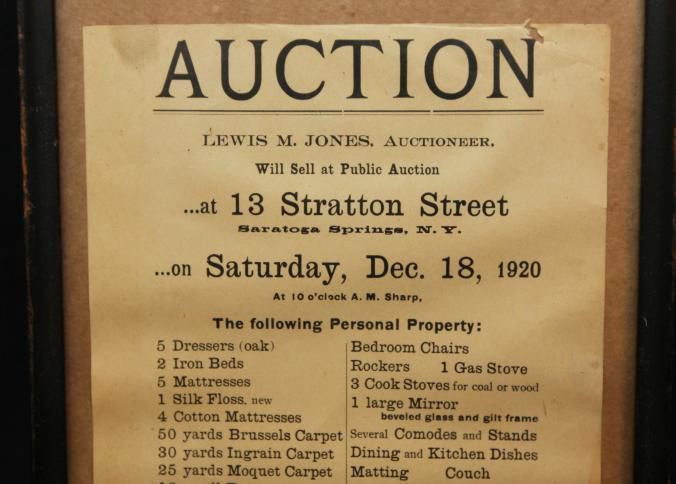 AUCTION
LEWIS M. JONES, AUCTIONEER,
Will Sell at Public Auction
...at 13 Stratton Street
Saratoga Springs, N. Y.
...on Saturday, Dec. 18, 1920
At 10 o'clock A. M. Sharp,
The following Personal Property:
5 Dressers (oak)
2 Iron Beds
5 Mattresses
1 Silk Floss, new
4 Cotton Mattresses
50 yards Brussels Carpet
30 yards Ingrain Carpet
25 yards Moquet Carpet
Bedroom Chairs
Rockers 1 Gas Stove
3 Cook Stoves for coal or wood
1 large Mirror
beveled glass and gilt frame
Several Comodes and Stands
Dining and Kitchen Dishes
Matting Couch